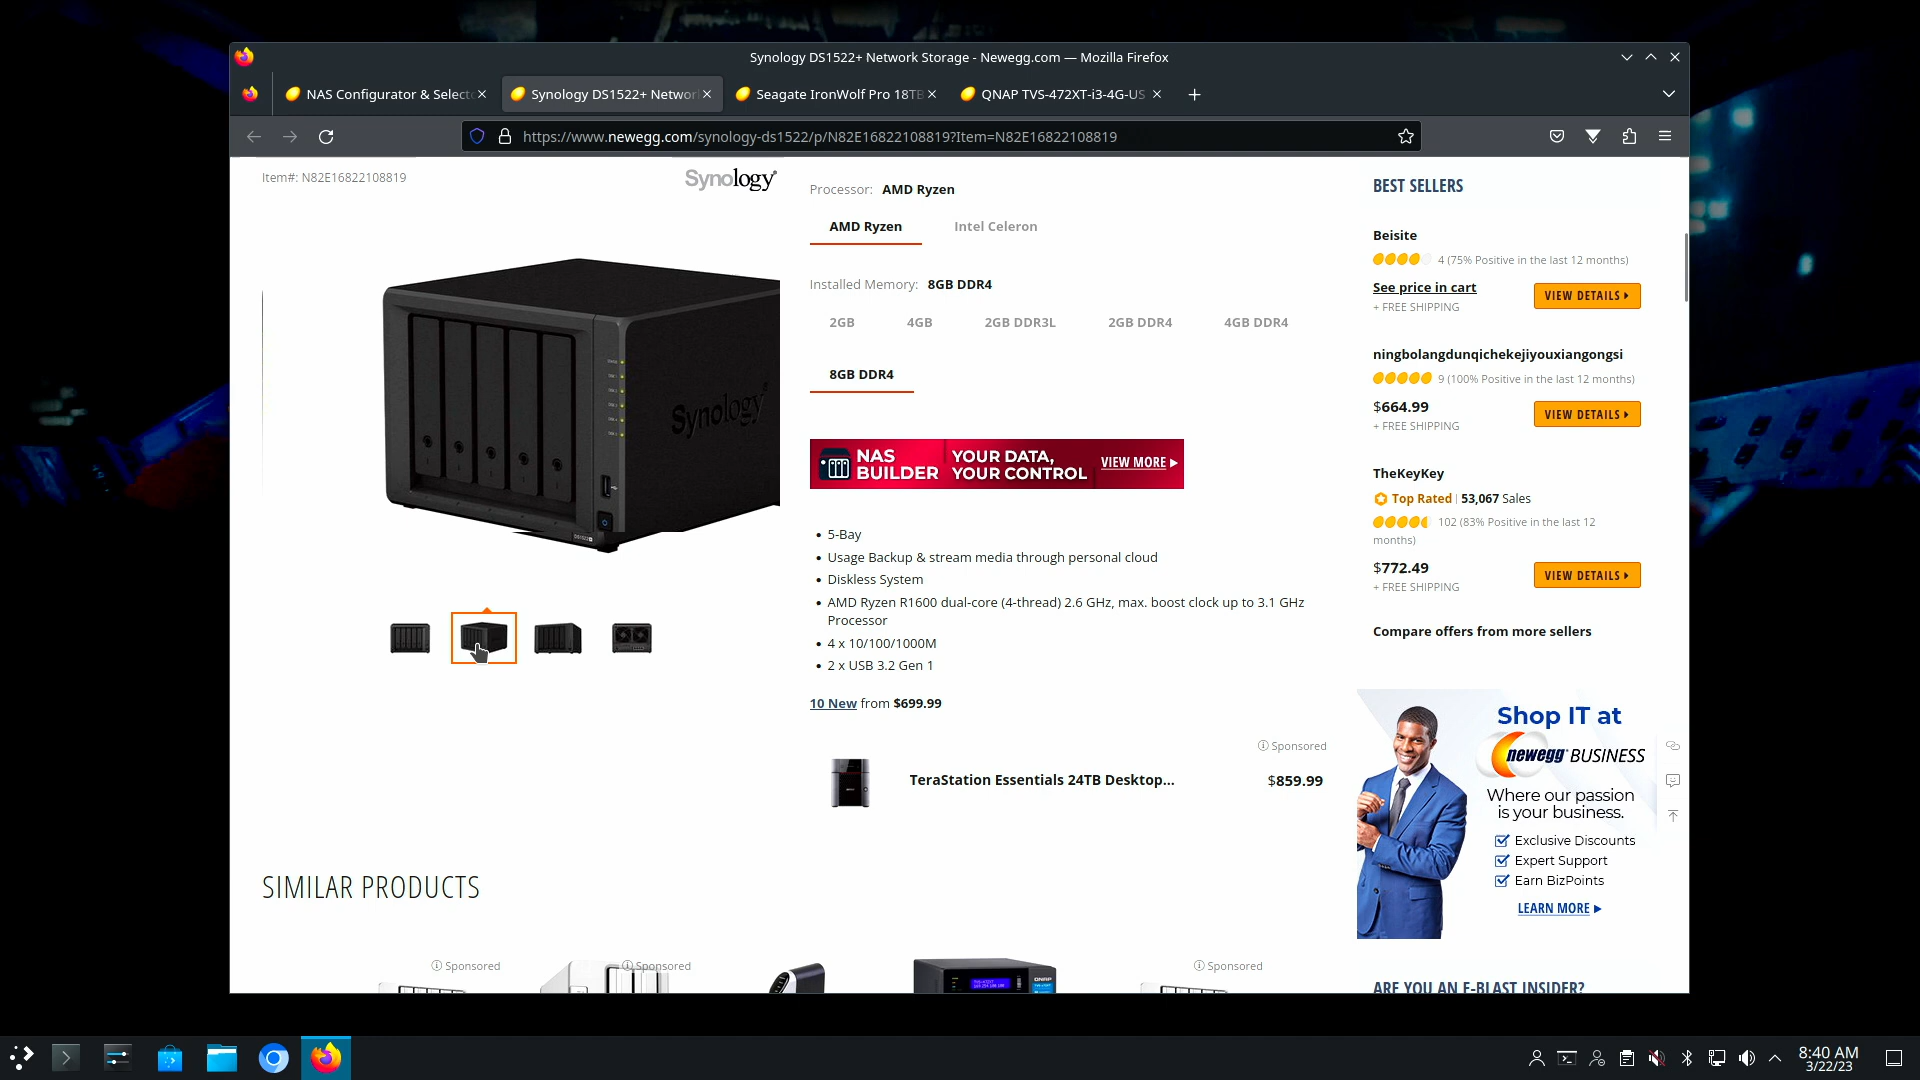 Synology DS1522+ Network Storage - Newegg.com — Mozilla Firefox
NAS Configurator & Selecto
Synology DS1522+ Networ
Seagate IronWolf Pro 18TB
QNAP TVS-472XT-i3-4G-US
https://www.newegg.com/synology-ds1522/p/N82E16822108819?Item=N82E16822108819
Item#: N82E16822108819
Synology
Synology
DS1522+
Processor: AMD Ryzen
AMD Ryzen
Intel Celeron
Installed Memory: 8GB DDR4
2GB
4GB
2GB DDR3L
2GB DDR4
4GB DDR4
8GB DDR4
NAS BUILDER
YOUR DATA,
YOUR CONTROL
VIEW MORE
5-Bay
Usage Backup & stream media through personal cloud
Diskless System
AMD Ryzen R1600 dual-core (4-thread) 2.6 GHz, max. boost clock up to 3.1 GHz
Processor
4 x 10/100/1000M
2 x USB 3.2 Gen 1
10 New from $699.99
Sponsored
TeraStation Essentials 24TB Desktop...
$859.99
BEST SELLERS
Beisite
4 (75% Positive in the last 12 months)
See price in cart
+ FREE SHIPPING
VIEW DETAILS
ningbolangdunqichekejiyouxiangongsi
9 (100% Positive in the last 12 months)
$664.99
+ FREE SHIPPING
VIEW DETAILS
TheKeyKey
Top Rated | 53,067 Sales
102 (83% Positive in the last 12
months)
$772.49
+ FREE SHIPPING
VIEW DETAILS
Compare offers from more sellers
Shop IT at
newegg BUSINESS
Where our passion
is your business.
Exclusive Discounts
Expert Support
Earn BizPoints
LEARN MORE
SIMILAR PRODUCTS
Sponsored
Sponsored
QNAP
Sponsored
ARE YOU AN E-BLAST INSIDER?
8:40 AM
3/22/23